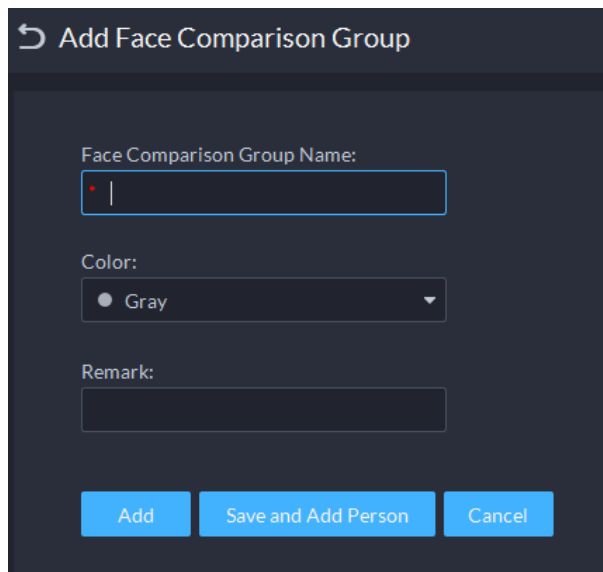 Add Face Comparison Group
Face Comparison Group Name:
*
Color:
Gray
Remark:
Add Save and Add Person Cancel